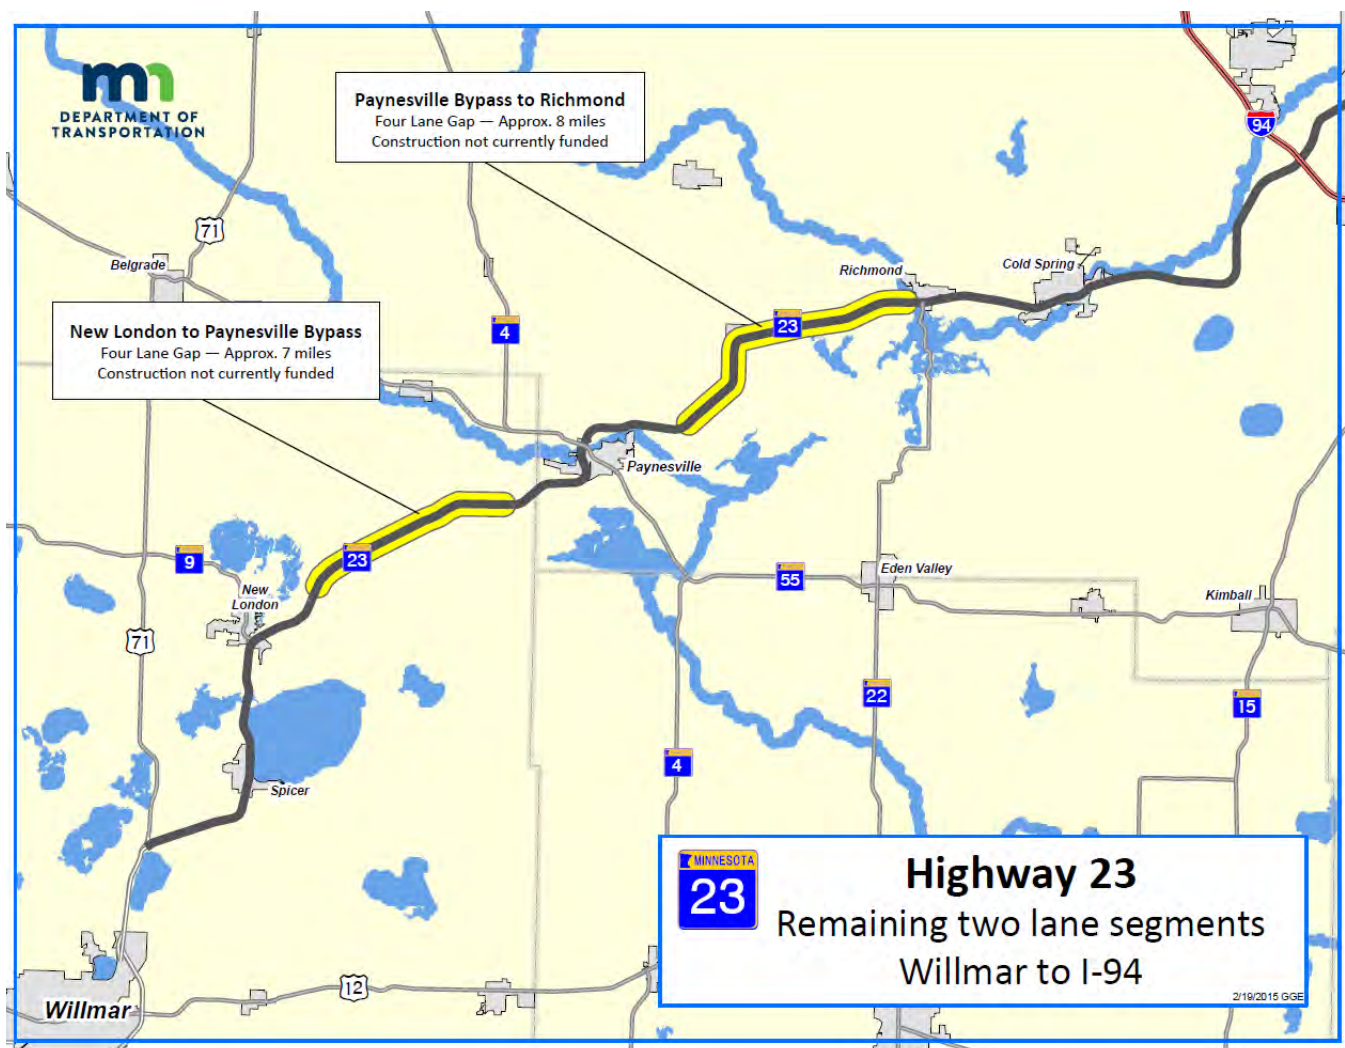 DEPARTMENT OF
TRANSPORTATION
Paynesville Bypass to Richmond
Four Lane Gap — Approx. 8 miles
Construction not currently funded
94
71
Belgrade
Richmond
Cold Spring
New London to Paynesville Bypass
Four Lane Gap — Approx. 7 miles
Construction not currently funded
4
23
Paynesville
9
23
New
London
55
Eden Valley
Kimball
71
22
15
4
Spicer
MINNESOTA
23
Highway 23
Remaining two lane segments
Willmar to I-94
2/19/2015 GGE
12
Willmar